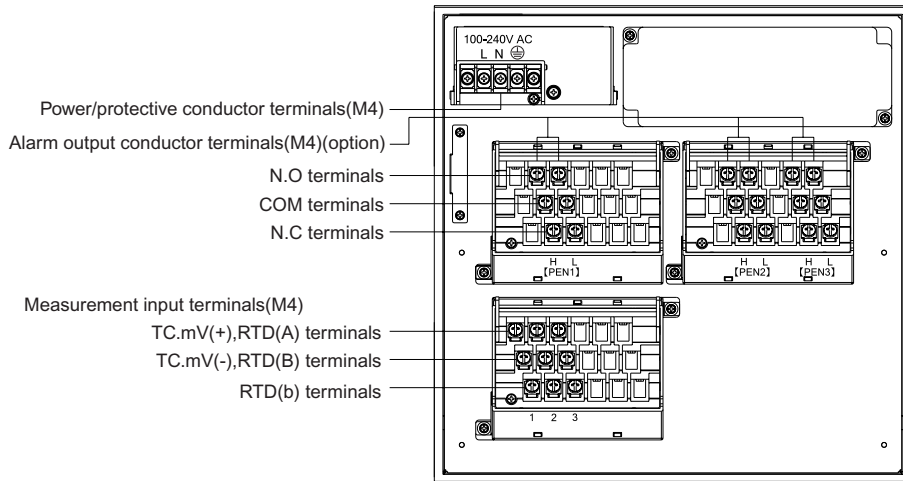 100-240V AC
L N
Power/protective conductor terminals(M4)
Alarm output conductor terminals(M4)(option)
N.O terminals
COM terminals
N.C terminals
H L
【PEN1】
H L
【PEN2】
H L
【PEN3】
Measurement input terminals(M4)
TC.mV(+),RTD(A) terminals
TC.mV(-),RTD(B) terminals
RTD(b) terminals
1 2 3